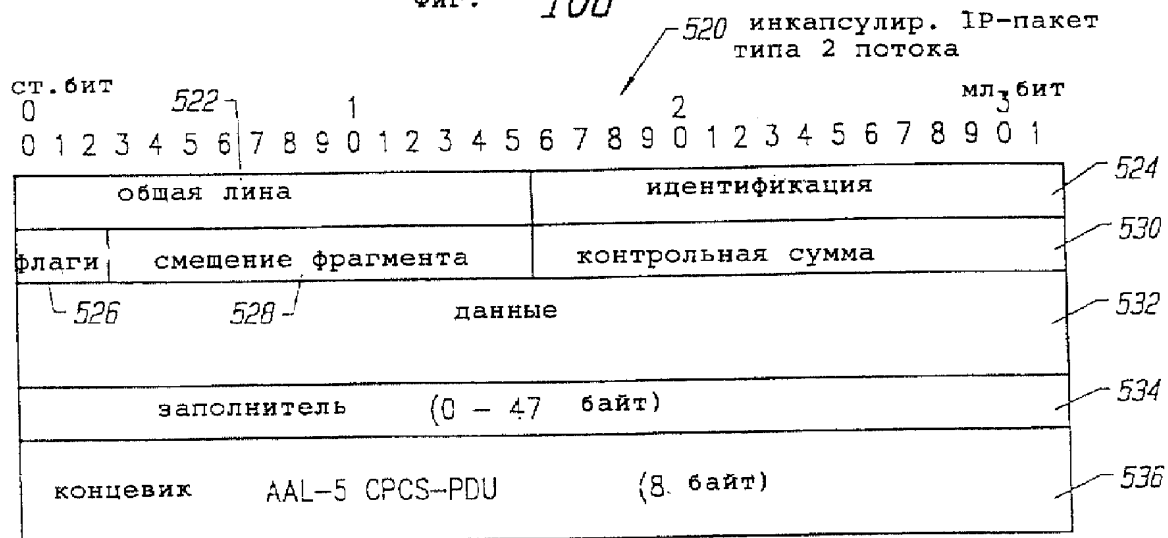 520 инкапсулир. IP-пакет
типа 2 потока
ст.бит 522 мл.бит
0 1 2 3
0 1 2 3 4 5 6 7 8 9 0 1 2 3 4 5 6 7 8 9 0 1 2 3 4 5 6 7 8 9 0 1
общая лина идентификация 524
флаги смешение фрагмента контрольная сумма 530
526 528 данные 532
заполнитель (0 – 47 байт) 534
концевик AAL–5 CPCS–PDU (8 байт) 536